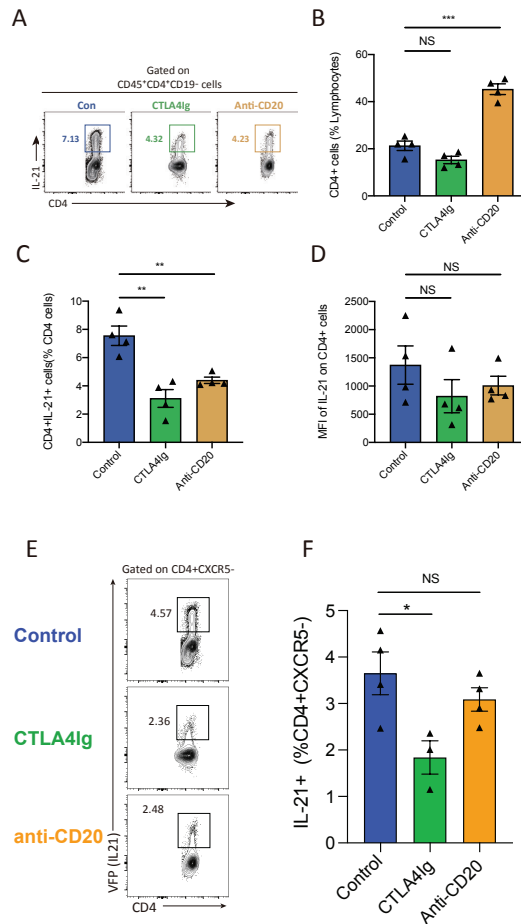 A
Gated on
CD45+CD4+CD19- cells
Con
CTLA4Ig
Anti-CD20
7.13
4.32
4.23
IL-21
CD4
B
CD4+ cells (% Lymphocytes)
60
40
20
0
NS
***
Control
CTLA4Ig
Anti-CD20
C
CD4+IL-21+ cells(% CD4 cells)
10
8
6
4
2
0
**
**
Control
CTLA4Ig
Anti-CD20
D
MFI of IL-21 on CD4+ cells
2500
2000
1500
1000
500
0
NS
NS
Control
CTLA4Ig
Anti-CD20
E
Gated on CD4+CXCR5-
Control
4.57
CTLA4Ig
2.36
anti-CD20
2.48
VFP (IL21)
CD4
F
IL-21+ (%CD4+CXCR5-)
5
4
3
2
1
0
NS
*
Control
CTLA4Ig
Anti-CD20